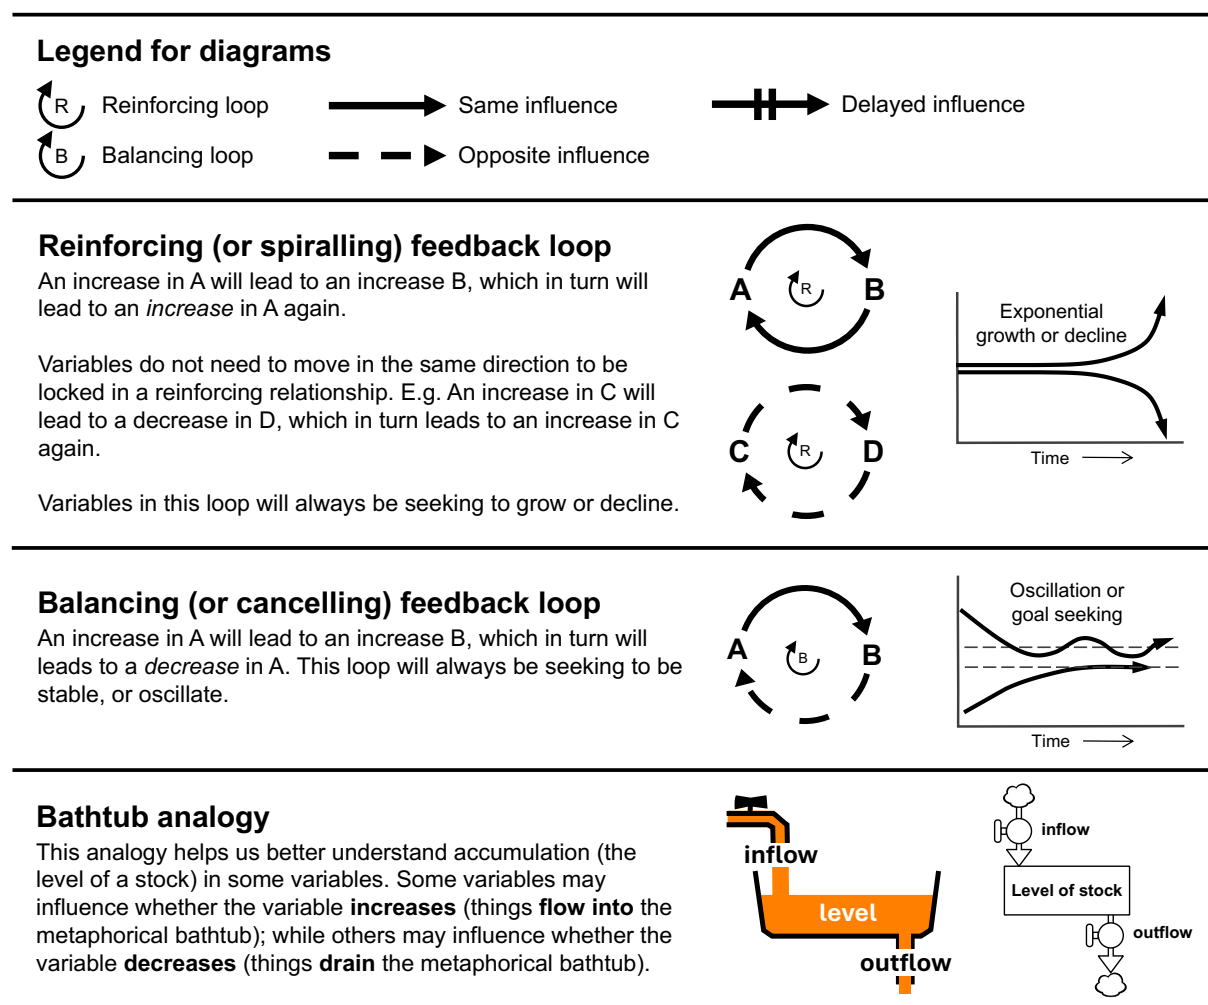 Legend for diagrams
R Reinforcing loop
Same influence
Delayed influence
B Balancing loop
Opposite influence
Reinforcing (or spiralling) feedback loop
An increase in A will lead to an increase B, which in turn will
lead to an increase in A again.
Variables do not need to move in the same direction to be
locked in a reinforcing relationship. E.g. An increase in C will
lead to a decrease in D, which in turn leads to an increase in C
again.
Variables in this loop will always be seeking to grow or decline.
A R B
C R D
Exponential
growth or decline
Time
Balancing (or cancelling) feedback loop
An increase in A will lead to an increase B, which in turn will
leads to a decrease in A. This loop will always be seeking to be
stable, or oscillate.
A B B
Oscillation or
goal seeking
Time
Bathtub analogy
This analogy helps us better understand accumulation (the
level of a stock) in some variables. Some variables may
influence whether the variable increases (things flow into the
metaphorical bathtub); while others may influence whether the
variable decreases (things drain the metaphorical bathtub).
inflow
level
outflow
inflow
Level of stock
outflow